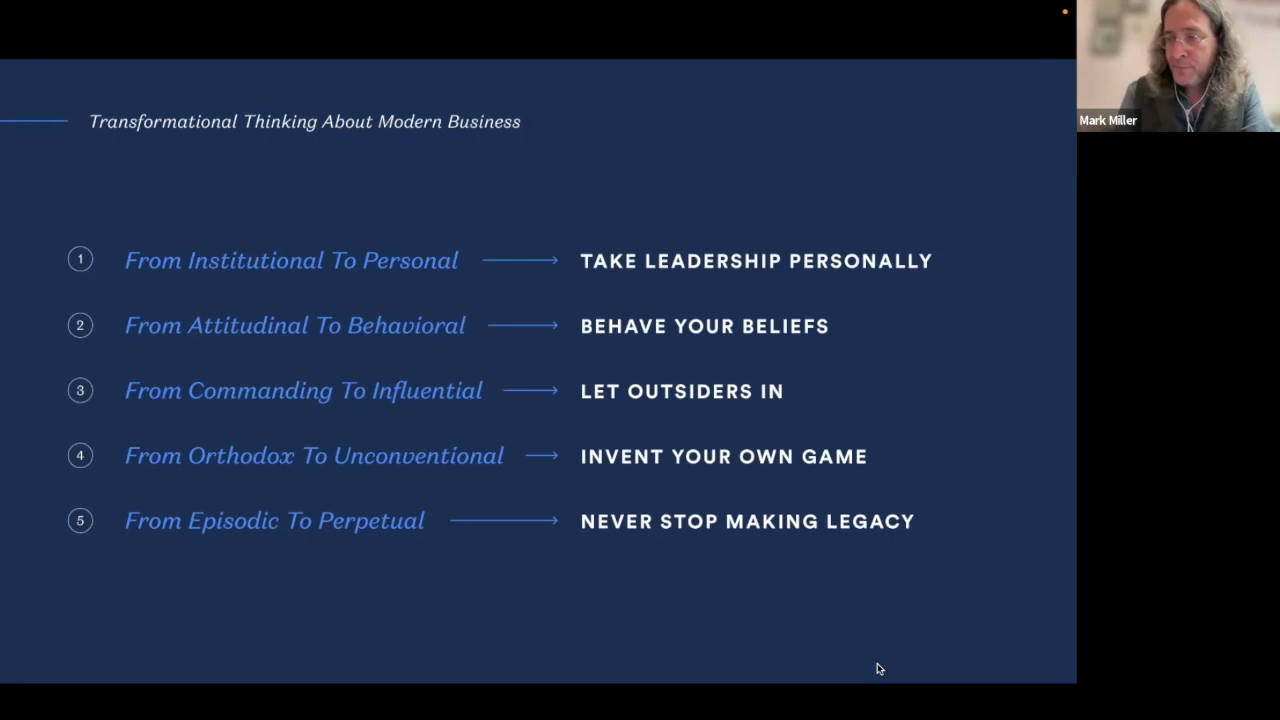 Mark Miller
Transformational Thinking About Modern Business
1 From Institutional To Personal TAKE LEADERSHIP PERSONALLY
2 From Attitudinal To Behavioral BEHAVE YOUR BELIEFS
3 From Commanding To Influential LET OUTSIDERS IN
4 From Orthodox To Unconventional INVENT YOUR OWN GAME
5 From Episodic To Perpetual NEVER STOP MAKING LEGACY